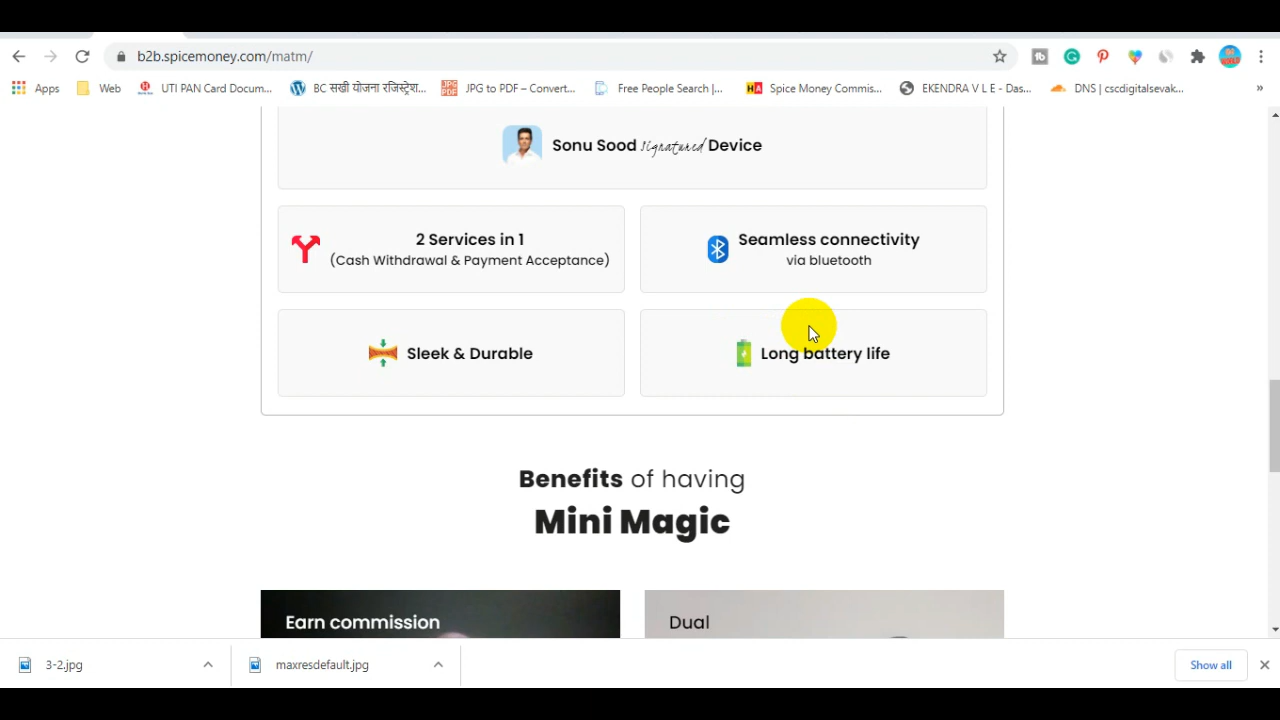 b2b.spicemoney.com/matm/
Apps
Web
UTI PAN Card Docum...
BC सखी योजना रजिस्ट्रेश...
JPG to PDF – Convert...
Free People Search |...
Spice Money Commis...
EKENDRA V L E - Das...
DNS | cscdigitalsevak...
»
Sonu Sood Signatured Device
2 Services in 1
(Cash Withdrawal & Payment Acceptance)
Seamless connectivity
via bluetooth
Sleek & Durable
Long battery life
Benefits of having
Mini Magic
Earn commission
Dual
3-2.jpg
maxresdefault.jpg
Show all